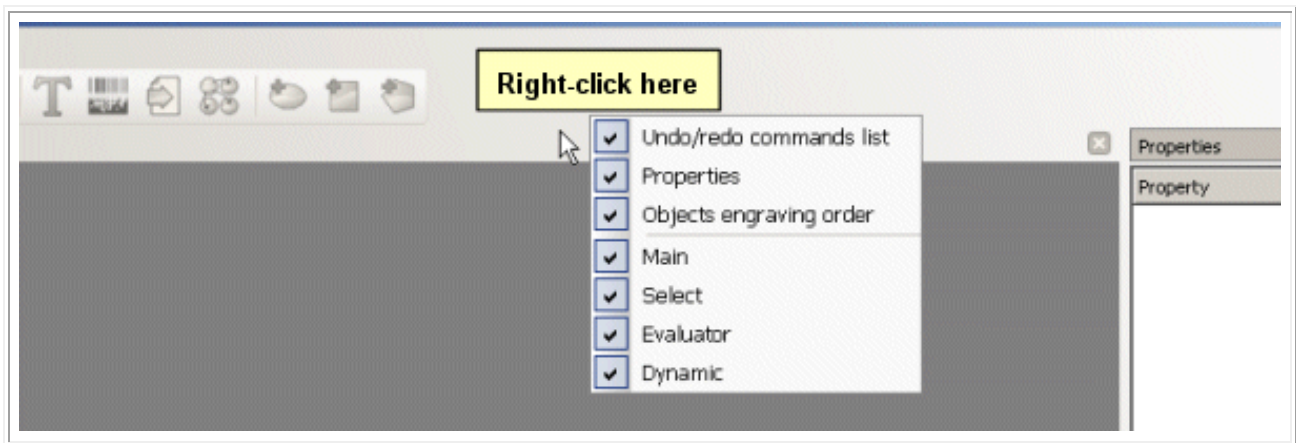 T
Right-click here
Undo/redo commands list
Properties
Objects engraving order
Main
Select
Evaluator
Dynamic
Properties
Property